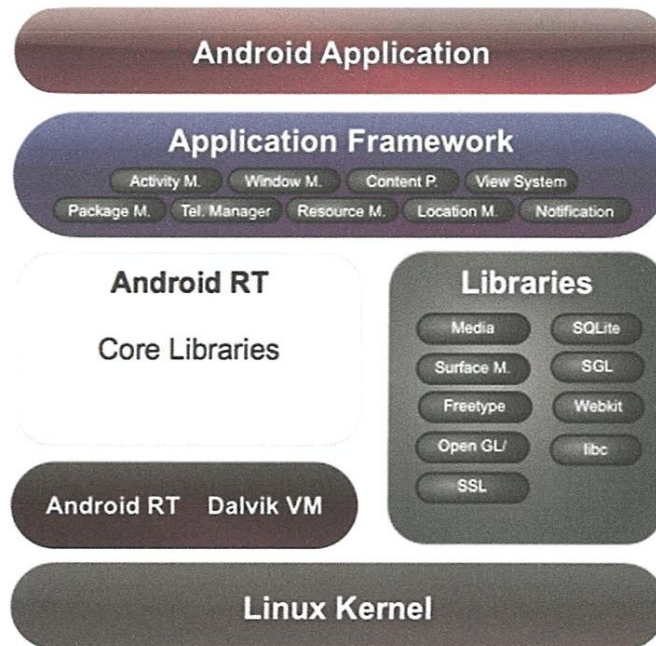 Android Application
Application Framework
Activity M. Window M. Content P. View System
Package M. Tel. Manager Resource M. Location M. Notification
Android RT
Core Libraries
Libraries
Media SQLite
Surface M. SGL
Freetype Webkit
Open GL/ libc
SSL
Android RT Dalvik VM
Linux Kernel